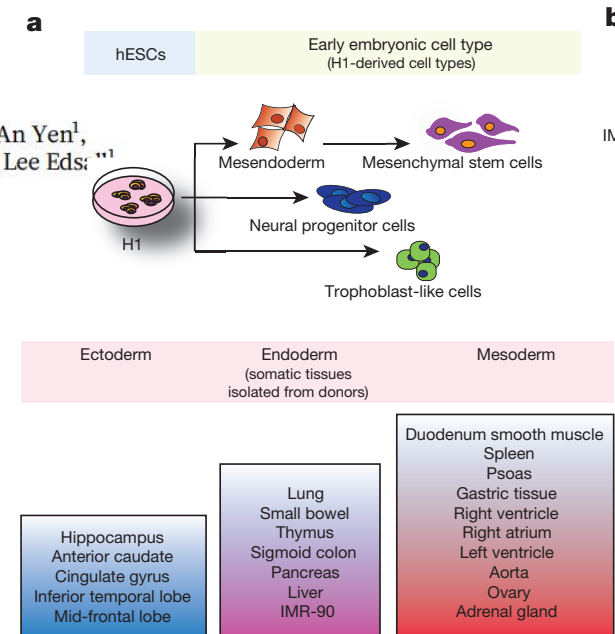 a
b
hESCs
Early embryonic cell type
(H1-derived cell types)
An Yen¹,
Lee
IM
Mesendoderm
Mesenchymal stem cells
Neural progenitor cells
H1
Trophoblast-like cells
Ectoderm
Endoderm
(somatic tissues
isolated from donors)
Mesoderm
Hippocampus
Anterior caudate
Cingulate gyrus
Inferior temporal lobe
Mid-frontal lobe
Lung
Small bowel
Thymus
Sigmoid colon
Pancreas
Liver
IMR-90
Duodenum smooth muscle
Spleen
Psoas
Gastric tissue
Right ventricle
Right atrium
Left ventricle
Aorta
Ovary
Adrenal gland